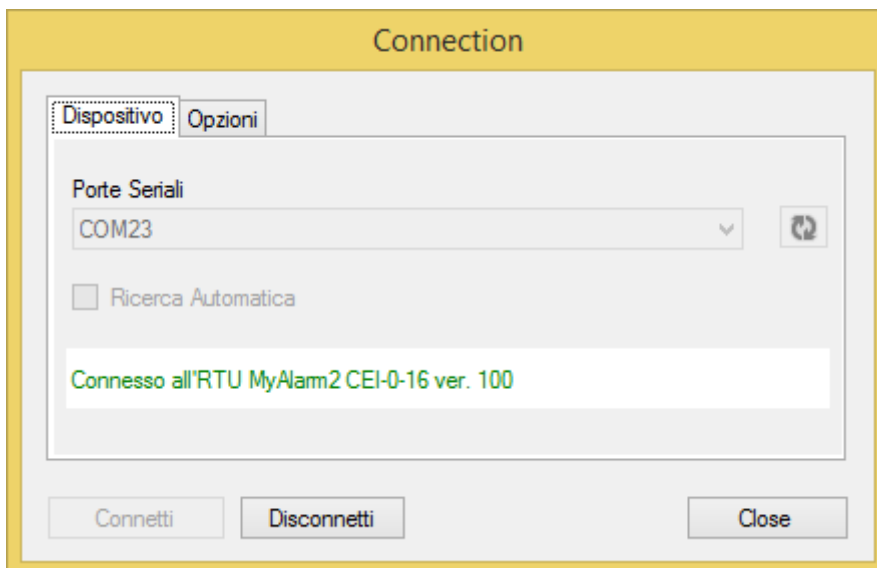 Connection
Dispositivo Opzioni
Porte Seriali
COM23
Ricerca Automatica
Connesso all"RTU MyAlarm2 CEI-0-16 ver. 100
Connetti Disconnetti Close